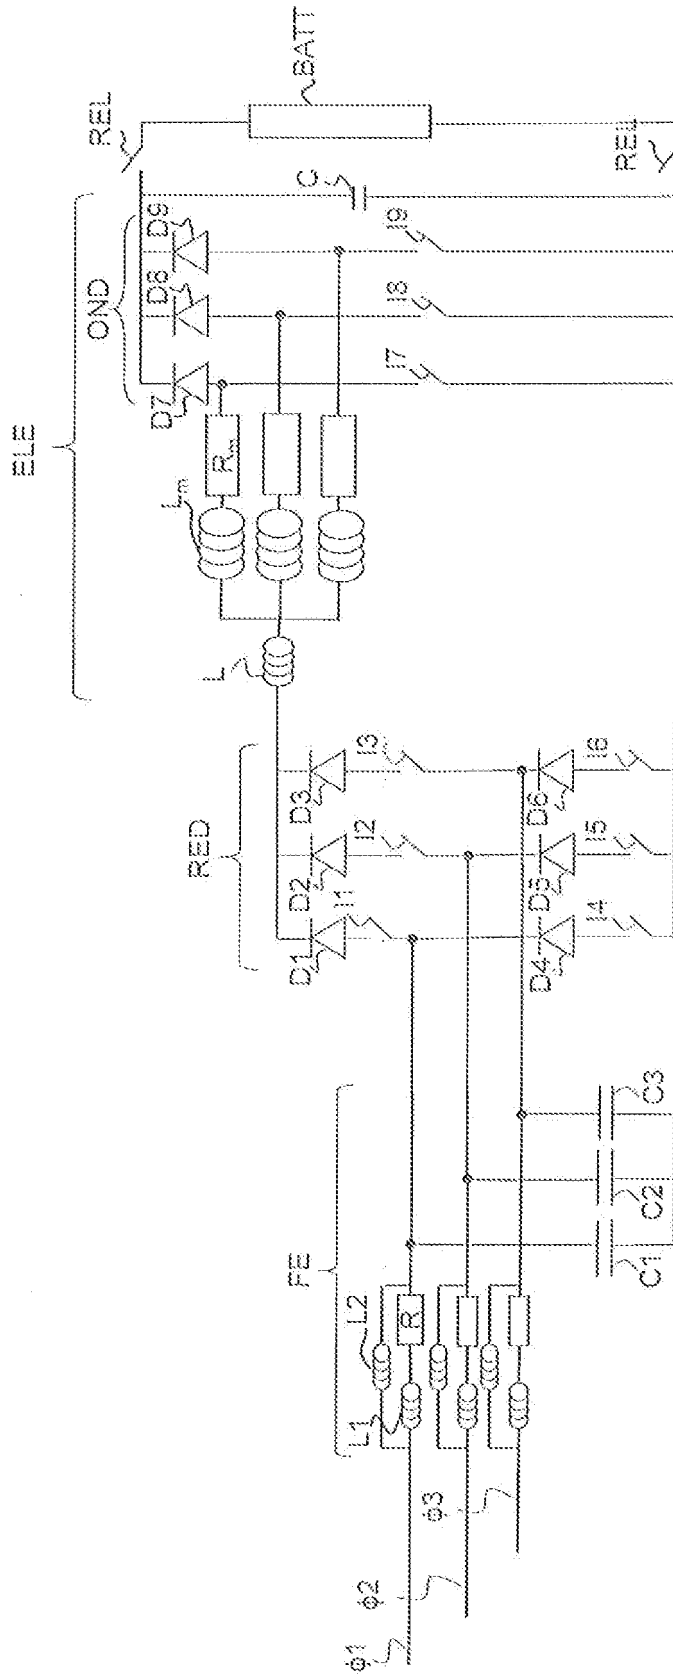 ϕ1
ϕ2
ϕ3
FE
L1
L2
R
C1
C2
C3
RED
D1
D2
D3
I1
I2
I3
D4
D5
D6
I4
I5
I6
ELE
L
Lm
Rm
OND
D7
D8
D9
I7
I8
I9
C
REL
REL
BATT